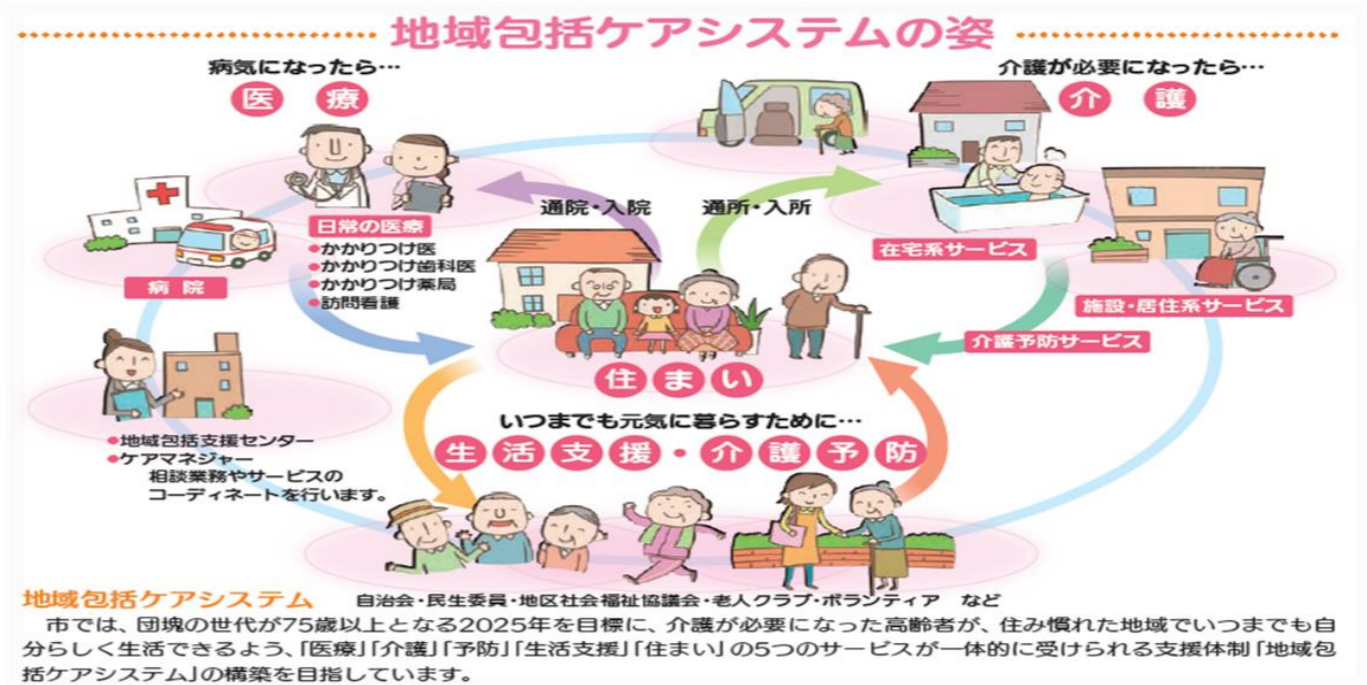 地域包括ケアシステムの姿
病気になったら…
医療
介護が必要になったら…
介護
通院・入院
通所・入所
日常の医療
●かかりつけ医
●かかりつけ歯科医
●かかりつけ薬局
●訪問看護
病院
在宅系サービス
施設・居住系サービス
介護予防サービス
住まい
いつまでも元気に暮らすために…
生活支援・介護予防
●地域包括支援センター
●ケアマネジャー
相談業務やサービスの
コーディネートを行います。
自治会・民生委員・地区社会福祉協議会・老人クラブ・ボランティア など
地域包括ケアシステム
市では、団塊の世代が75歳以上となる2025年を目標に、介護が必要になった高齢者が、住み慣れた地域でいつまでも自
分らしく生活できるよう、「医療」「介護」「予防」「生活支援」「住まい」の5つのサービスが一体的に受けられる支援体制「地域包
括ケアシステム」の構築を目指しています。